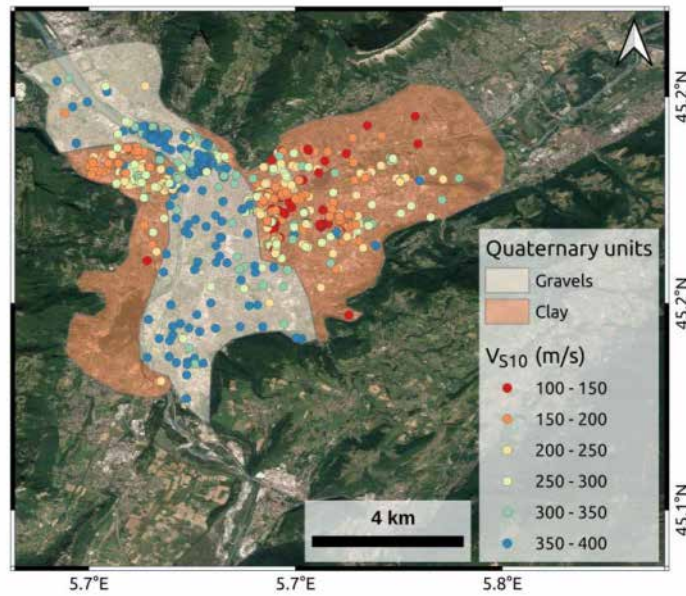 45.2°N
45.2°N
45.1°N
Quaternary units
Gravels
Clay
V_S10 (m/s)
100 - 150
150 - 200
200 - 250
250 - 300
300 - 350
350 - 400
4 km
5.7°E
5.7°E
5.8°E